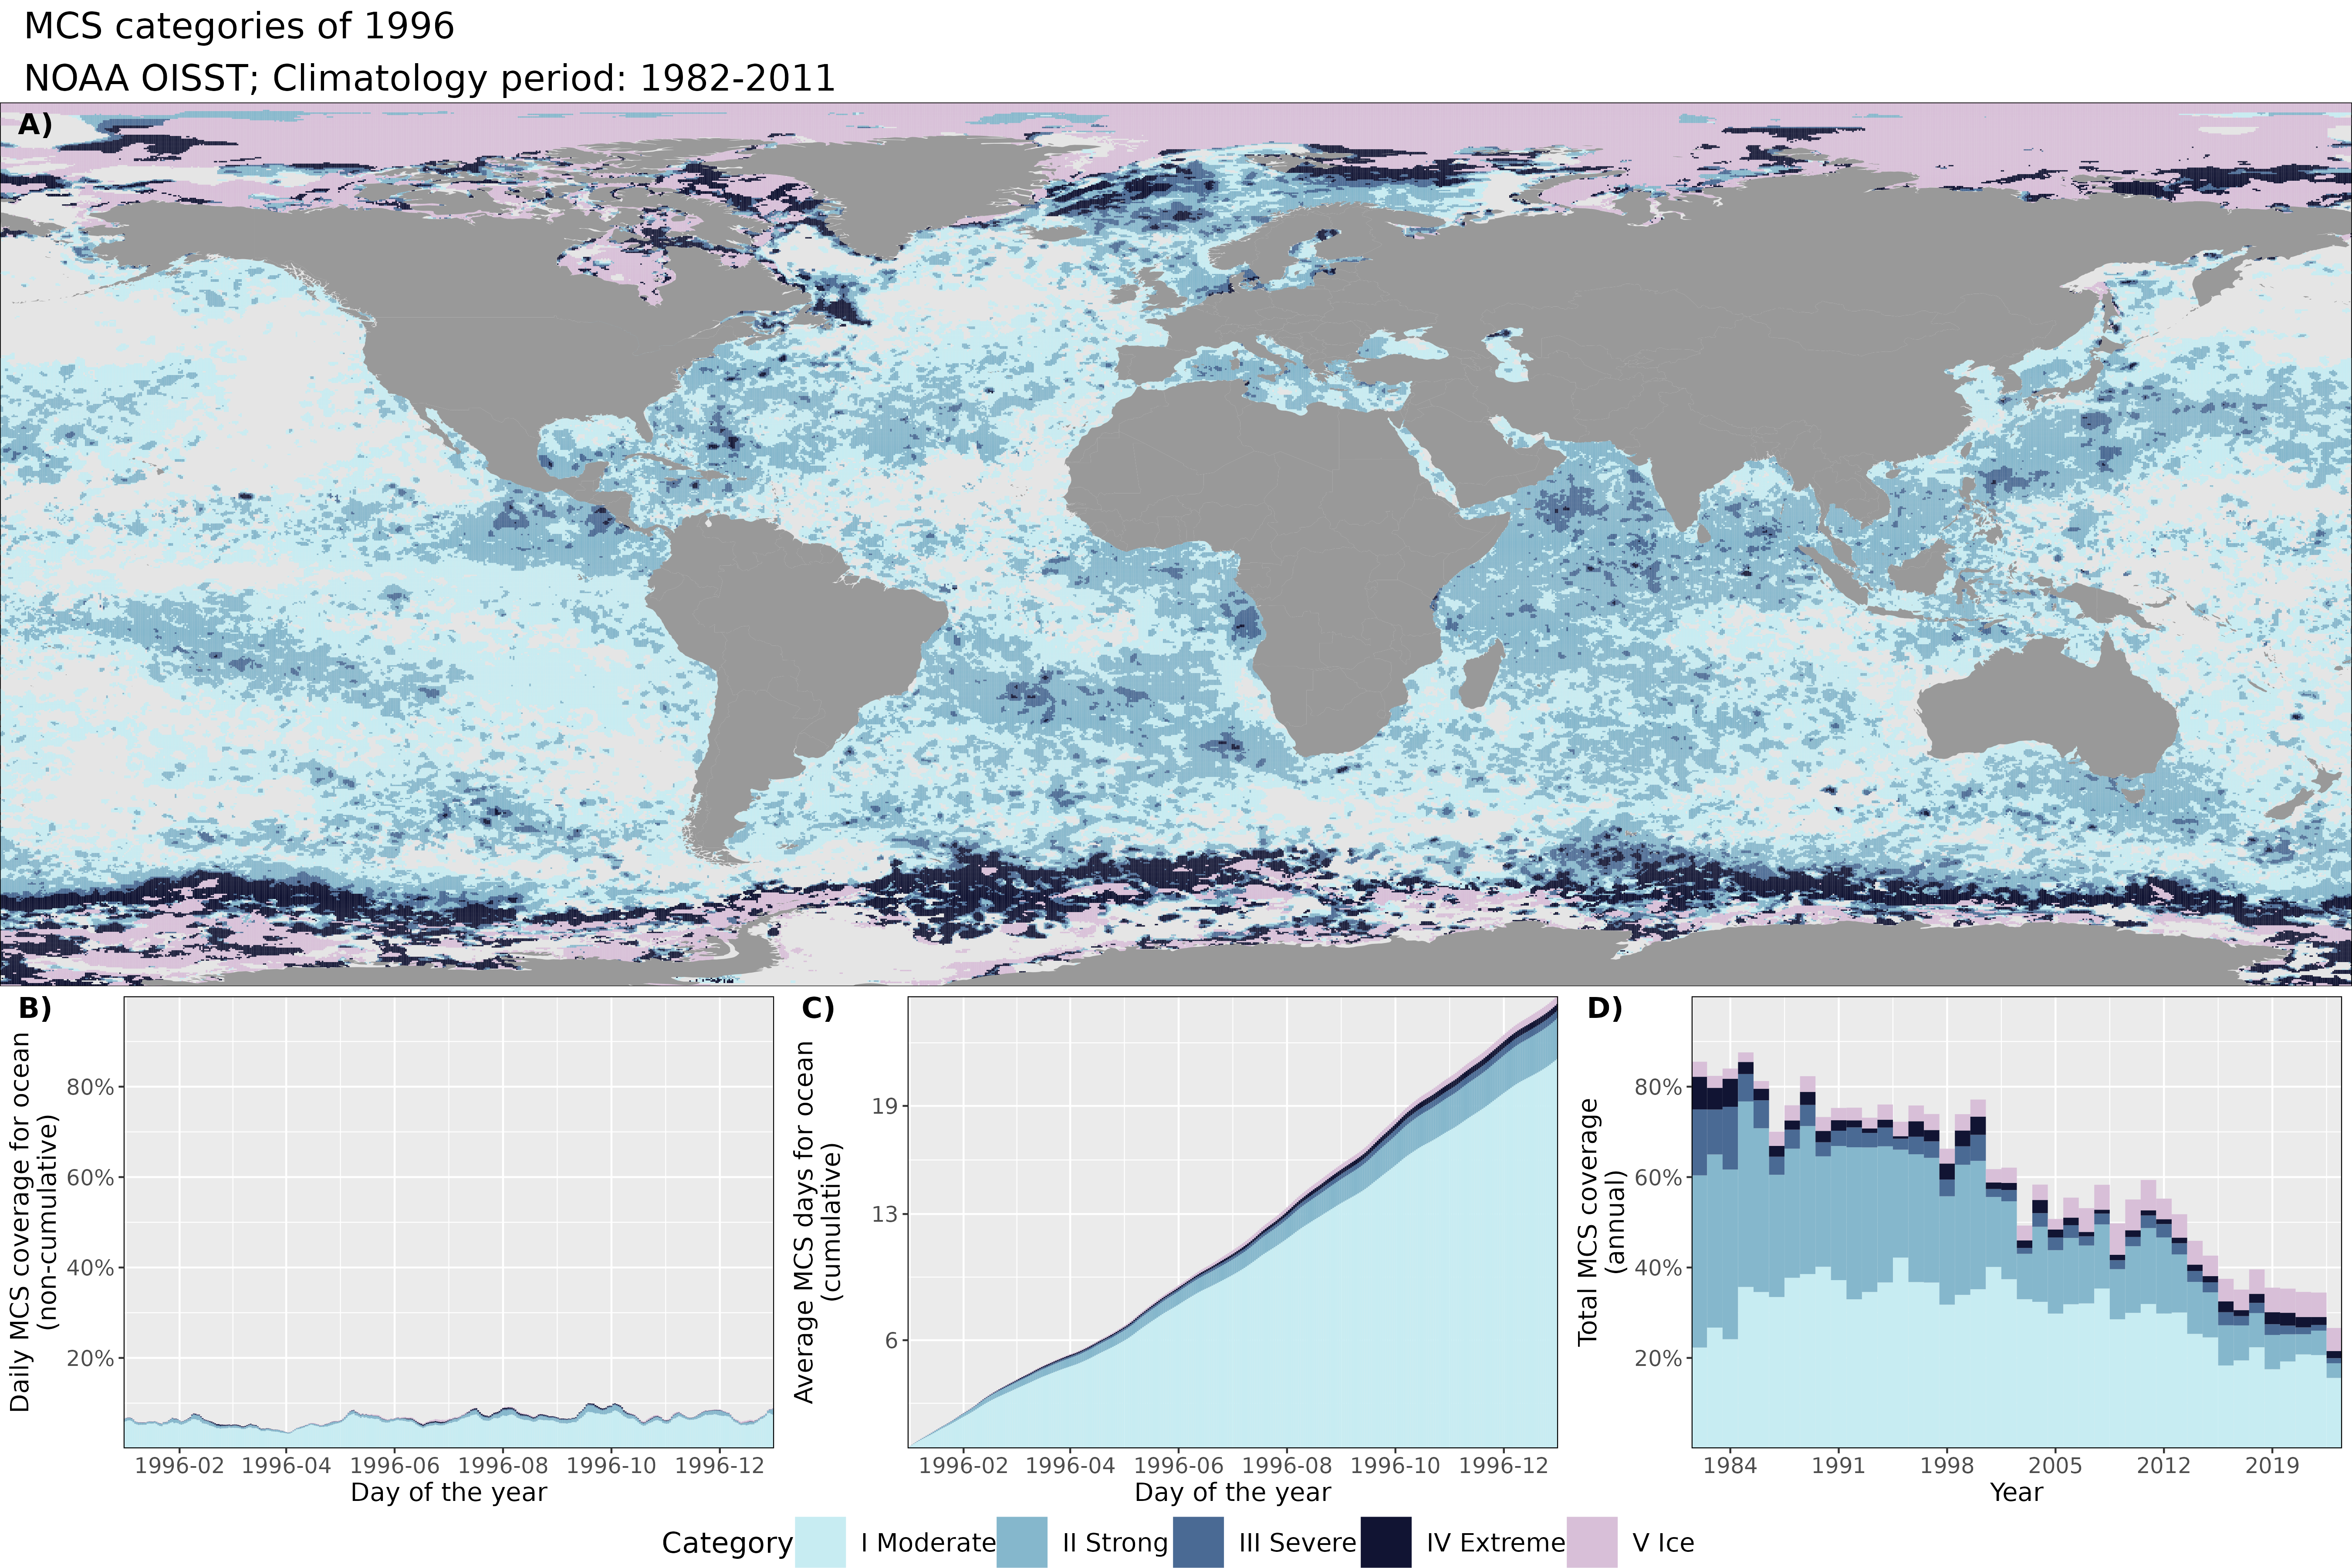 MCS categories of 1996
NOAA OISST; Climatology period: 1982-2011
A)
B)
Daily MCS coverage for ocean
(non-cumulative)
80%
60%
40%
20%
1996-02 1996-04 1996-06 1996-08 1996-10 1996-12
Day of the year
C)
Average MCS days for ocean
(cumulative)
19
13
6
1996-02 1996-04 1996-06 1996-08 1996-10 1996-12
Day of the year
D)
Total MCS coverage
(annual)
80%
60%
40%
20%
1984 1991 1998 2005 2012 2019
Year
Category I Moderate II Strong III Severe IV Extreme V Ice